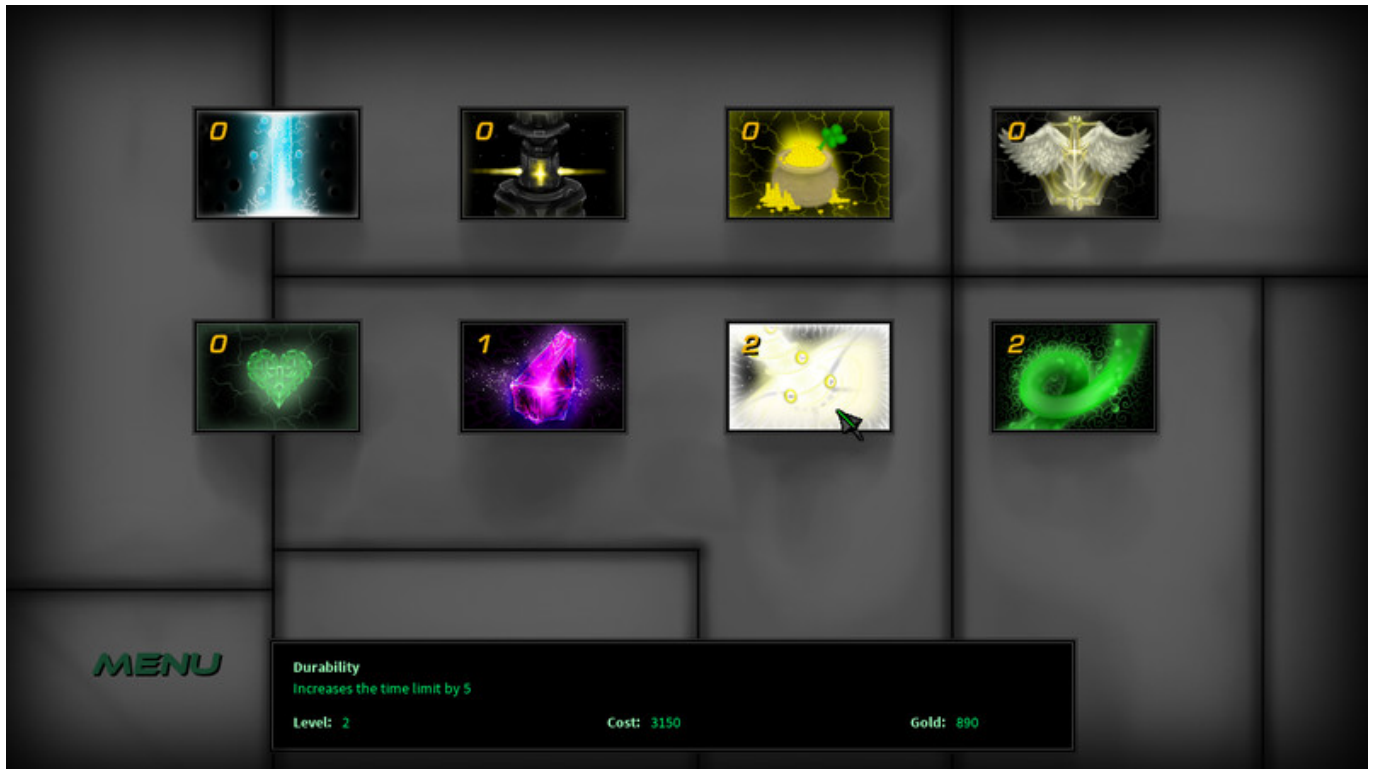 0 0 0 0
0 1 2 2
MENU
Durability
Increases the time limit by 5
Level: 2 Cost: 3150 Gold: 890